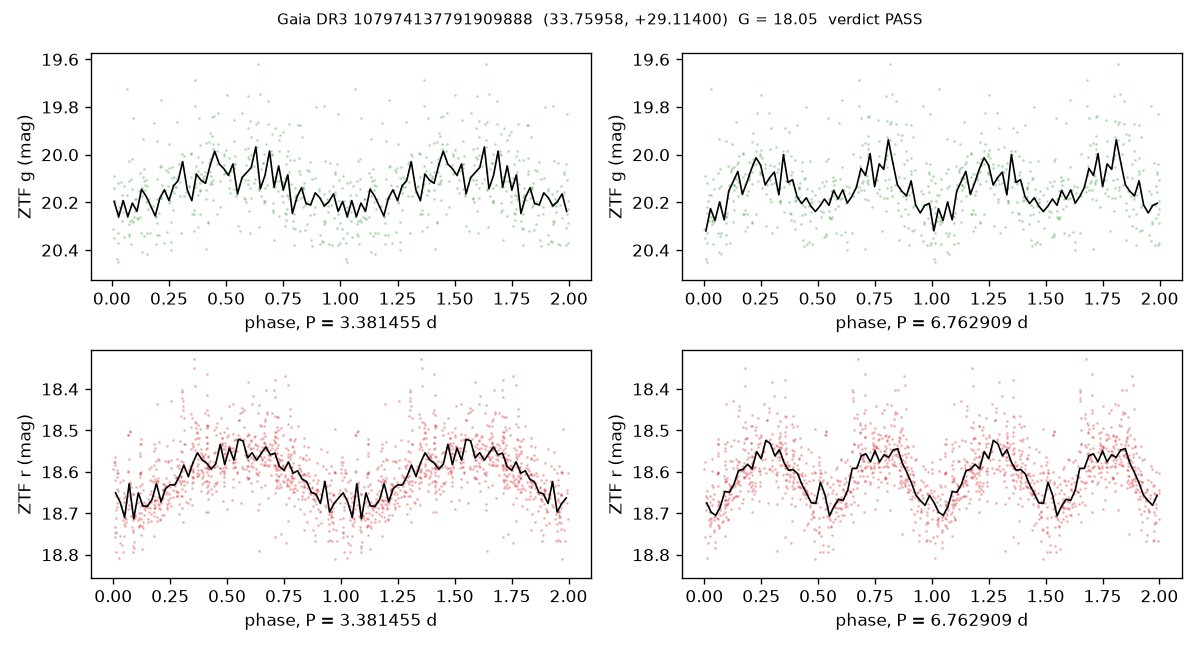 Gaia DR3 107974137791909888  (33.75958, +29.11400)  G = 18.05  verdict PASS
19.6
19.8
20.0
20.2
20.4
ZTF g (mag)
0.00 0.25 0.50 0.75 1.00 1.25 1.50 1.75 2.00
phase, P = 3.381455 d
19.6
19.8
20.0
20.2
20.4
ZTF g (mag)
0.00 0.25 0.50 0.75 1.00 1.25 1.50 1.75 2.00
phase, P = 6.762909 d
18.4
18.5
18.6
18.7
18.8
ZTF r (mag)
0.00 0.25 0.50 0.75 1.00 1.25 1.50 1.75 2.00
phase, P = 3.381455 d
18.4
18.5
18.6
18.7
18.8
ZTF r (mag)
0.00 0.25 0.50 0.75 1.00 1.25 1.50 1.75 2.00
phase, P = 6.762909 d